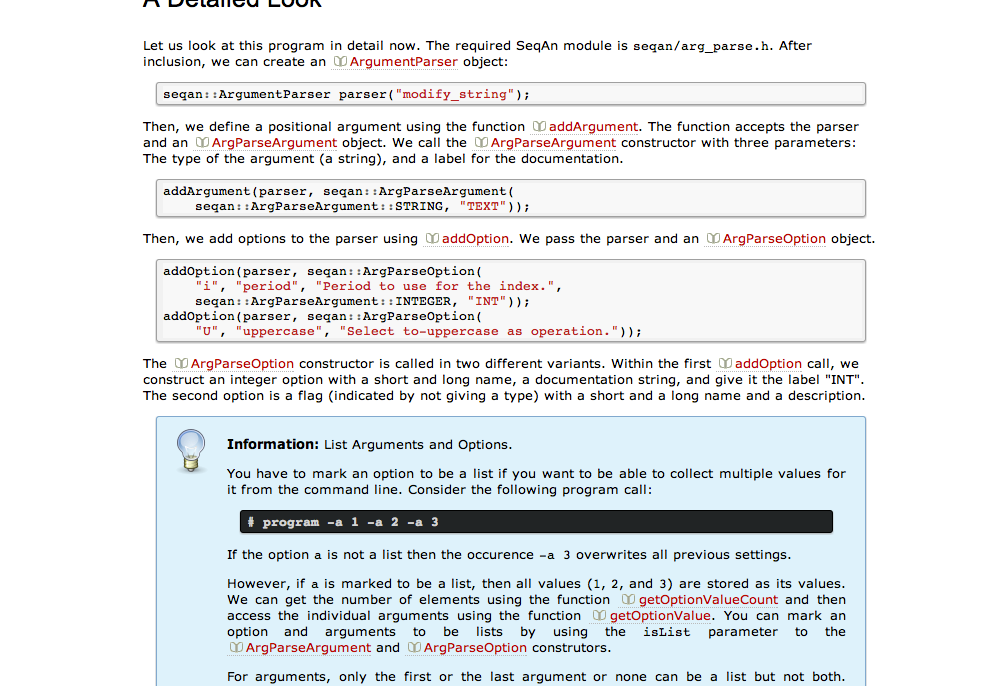 A Detailed Look
Let us look at this program in detail now. The required SeqAn module is seqan/arg_parse.h. After
inclusion, we can create an ArgumentParser object:
seqan::ArgumentParser parser("modify_string");
Then, we define a positional argument using the function addArgument. The function accepts the parser
and an ArgParseArgument object. We call the ArgParseArgument constructor with three parameters:
The type of the argument (a string), and a label for the documentation.
addArgument(parser, seqan::ArgParseArgument(
    seqan::ArgParseArgument::STRING, "TEXT"));
Then, we add options to the parser using addOption. We pass the parser and an ArgParseOption object.
addOption(parser, seqan::ArgParseOption(
    "i", "period", "Period to use for the index.",
    seqan::ArgParseArgument::INTEGER, "INT"));
addOption(parser, seqan::ArgParseOption(
    "U", "uppercase", "Select to-uppercase as operation."));
The ArgParseOption constructor is called in two different variants. Within the first addOption call, we
construct an integer option with a short and long name, a documentation string, and give it the label "INT".
The second option is a flag (indicated by not giving a type) with a short and a long name and a description.
Information: List Arguments and Options.
You have to mark an option to be a list if you want to be able to collect multiple values for
it from the command line. Consider the following program call:
# program -a 1 -a 2 -a 3
If the option a is not a list then the occurence -a 3 overwrites all previous settings.
However, if a is marked to be a list, then all values (1, 2, and 3) are stored as its values.
We can get the number of elements using the function getOptionValueCount and then
access the individual arguments using the function getOptionValue. You can mark an
option and arguments to be lists by using the isList parameter to the
ArgParseArgument and ArgParseOption construtors.
For arguments, only the first or the last argument or none can be a list but not both.